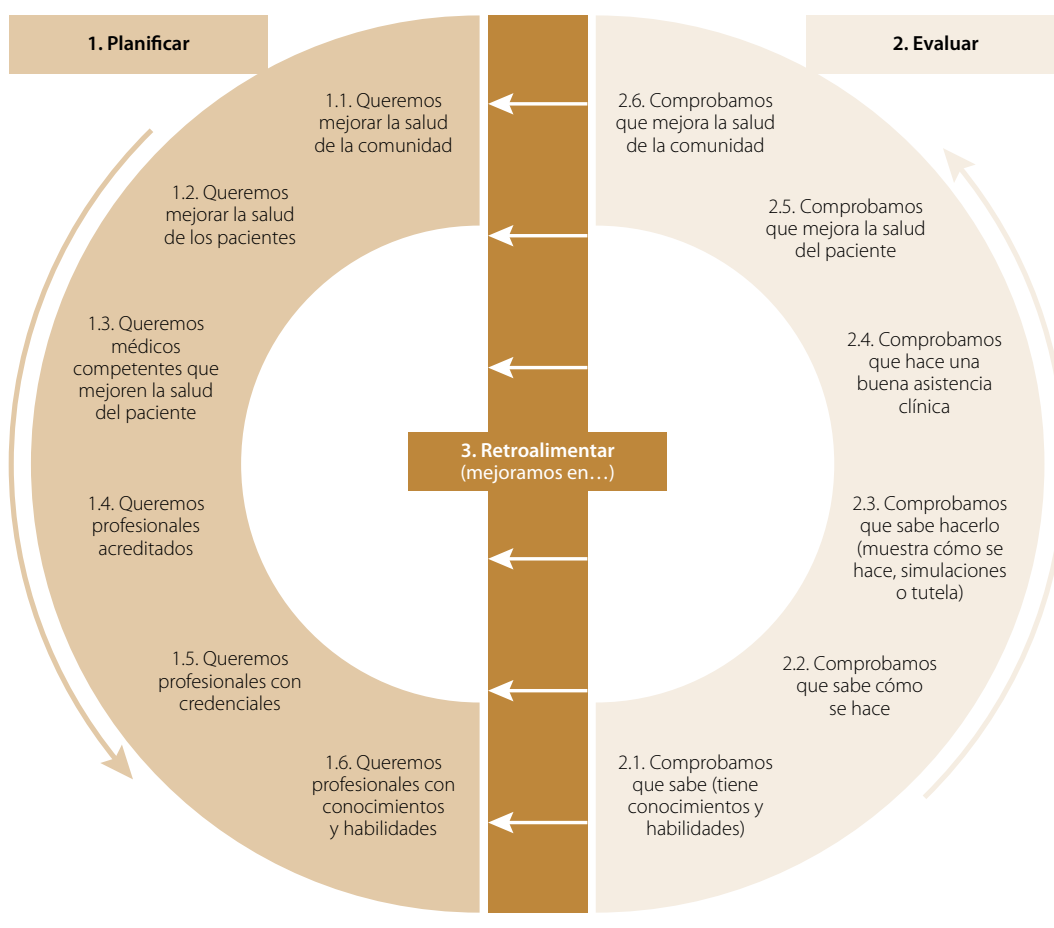 1. Planificar
1.1. Queremos
mejorar la salud
de la comunidad
1.2. Queremos
mejorar la salud
de los pacientes
1.3. Queremos
médicos
competentes que
mejoren la salud
del paciente
1.4. Queremos
profesionales
acreditados
1.5. Queremos
profesionales con
credenciales
1.6. Queremos
profesionales con
conocimientos
y habilidades
3. Retroalimentar
(mejoramos en…)
2. Evaluar
2.6. Comprobamos
que mejora la salud
de la comunidad
2.5. Comprobamos
que mejora la salud
del paciente
2.4. Comprobamos
que hace una
buena asistencia
clínica
2.3. Comprobamos
que sabe hacerlo
(muestra cómo se
hace, simulaciones
o tutela)
2.2. Comprobamos
que sabe cómo
se hace
2.1. Comprobamos
que sabe (tiene
conocimientos y
habilidades)